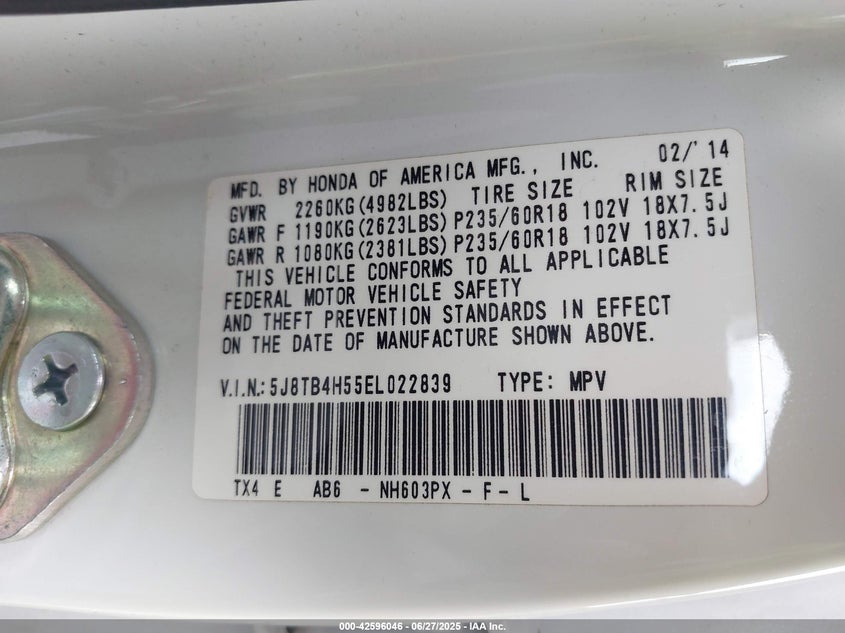 MFD. BY HONDA OF AMERICA MFG., INC. 02/'14
GVWR 2260KG(4982LBS) TIRE SIZE RIM SIZE
GAWR F 1190KG(2623LBS) P235/60R18 102V 18X7.5J
GAWR R 1080KG(2381LBS) P235/60R18 102V 18X7.5J
THIS VEHICLE CONFORMS TO ALL APPLICABLE
FEDERAL MOTOR VEHICLE SAFETY
AND THEFT PREVENTION STANDARDS IN EFFECT
ON THE DATE OF MANUFACTURE SHOWN ABOVE.
V.I.N.: 5J8TB4H55EL022839 TYPE: MPV
TX4 E AB6 - NH603PX - F - L
000-42596046 - 06/27/2025 - IAA Inc.